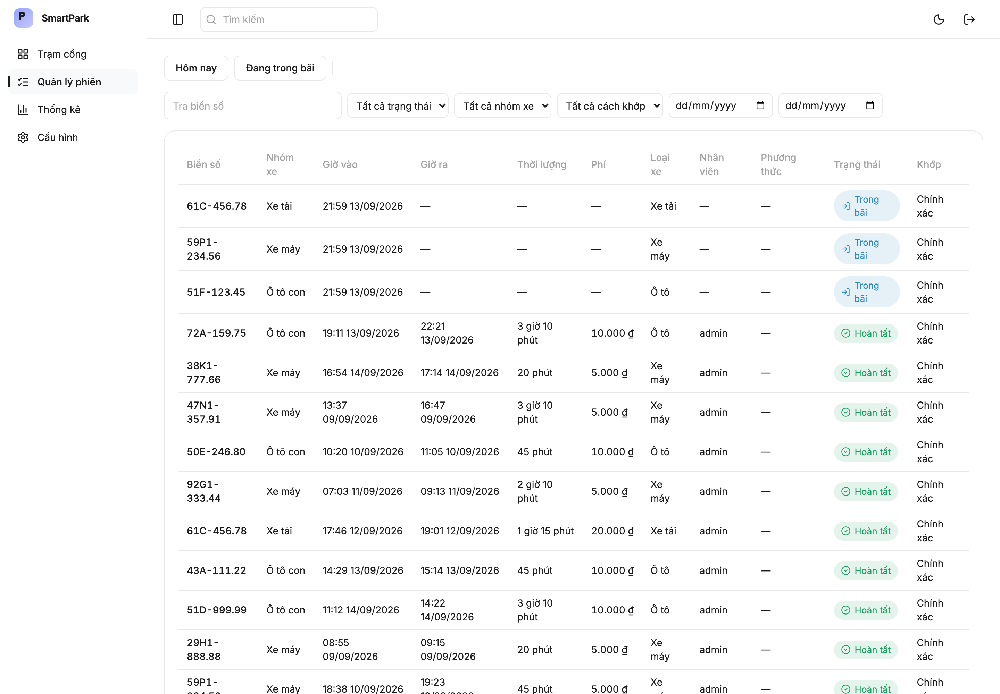 P SmartPark
Tìm kiếm
Trạm cổng
Quản lý phiên
Thống kê
Cấu hình
Hôm nay Đang trong bãi
Tra biển số Tất cả trạng thái Tất cả nhóm xe Tất cả cách khớp dd/mm/yyyy dd/mm/yyyy
Biển số Nhóm xe Giờ vào Giờ ra Thời lượng Phí Loại xe Nhân viên Phương thức Trạng thái Khớp
61C-456.78 Xe tải 21:59 13/09/2026 — — — Xe tải — — Trong bãi Chính xác
59P1-234.56 Xe máy 21:59 13/09/2026 — — — Xe máy — — Trong bãi Chính xác
51F-123.45 Ô tô con 21:59 13/09/2026 — — — Ô tô — — Trong bãi Chính xác
72A-159.75 Ô tô con 19:11 13/09/2026 22:21 13/09/2026 3 giờ 10 phút 10.000 ₫ Ô tô admin — Hoàn tất Chính xác
38K1-777.66 Xe máy 16:54 14/09/2026 17:14 14/09/2026 20 phút 5.000 ₫ Xe máy admin — Hoàn tất Chính xác
47N1-357.91 Xe máy 13:37 09/09/2026 16:47 09/09/2026 3 giờ 10 phút 5.000 ₫ Xe máy admin — Hoàn tất Chính xác
50E-246.80 Ô tô con 10:20 10/09/2026 11:05 10/09/2026 45 phút 10.000 ₫ Ô tô admin — Hoàn tất Chính xác
92G1-333.44 Xe máy 07:03 11/09/2026 09:13 11/09/2026 2 giờ 10 phút 5.000 ₫ Xe máy admin — Hoàn tất Chính xác
61C-456.78 Xe tải 17:46 12/09/2026 19:01 12/09/2026 1 giờ 15 phút 20.000 ₫ Xe tải admin — Hoàn tất Chính xác
43A-111.22 Ô tô con 14:29 13/09/2026 15:14 13/09/2026 45 phút 10.000 ₫ Ô tô admin — Hoàn tất Chính xác
51D-999.99 Ô tô con 11:12 14/09/2026 14:22 14/09/2026 3 giờ 10 phút 10.000 ₫ Ô tô admin — Hoàn tất Chính xác
29H1-888.88 Xe máy 08:55 09/09/2026 09:15 09/09/2026 20 phút 5.000 ₫ Xe máy admin — Hoàn tất Chính xác
59P1- Xe máy 18:38 10/09/2026 19:23 45 phút 5.000 ₫ Xe admin — Hoàn tất Chính